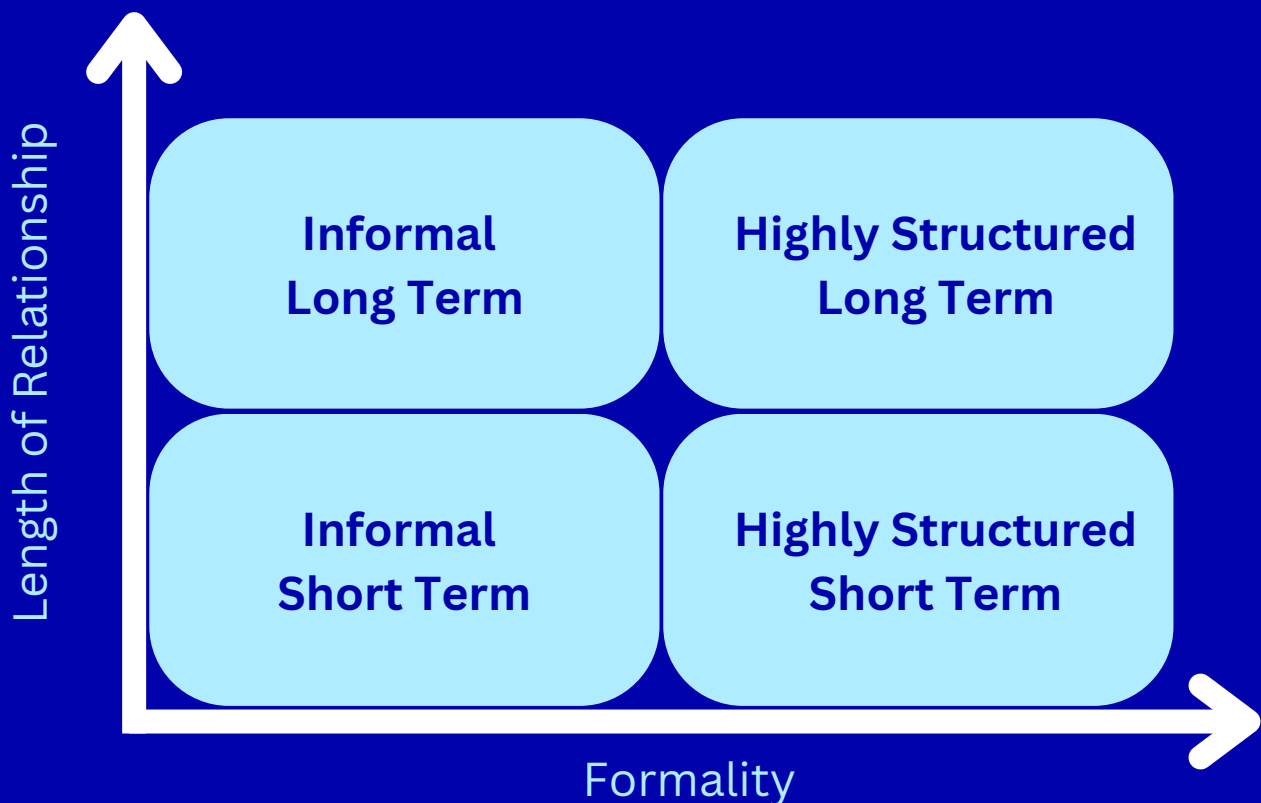 Length of Relationship
Informal
Long Term
Highly Structured
Long Term
Informal
Short Term
Highly Structured
Short Term
Formality